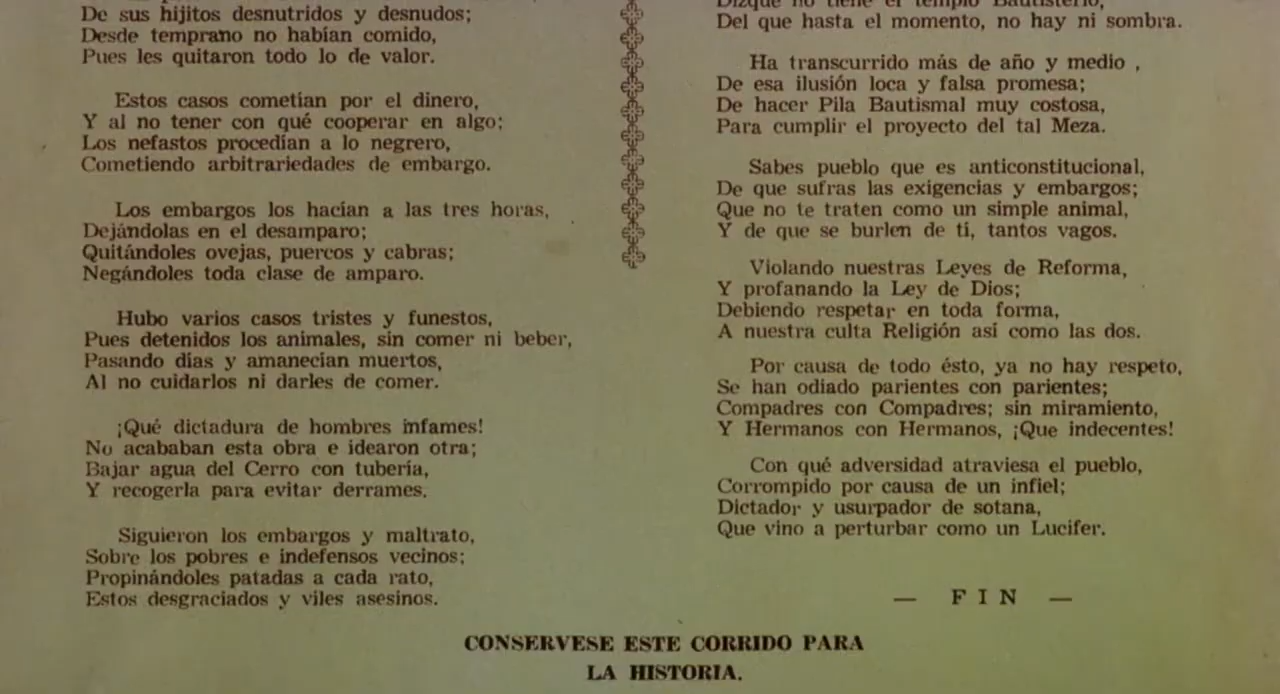 De sus hijitos desnutridos y desnudos;
Desde temprano no habían comido,
Pues les quitaron todo lo de valor.
Estos casos cometían por el dinero,
Y al no tener con qué cooperar en algo;
Los nefastos procedían a lo negrero,
Cometiendo arbitrariedades de embargo.
Los embargos los hacían a las tres horas,
Dejándolas en el desamparo;
Quitándoles ovejas, puercos y cabras;
Negándoles toda clase de amparo.
Hubo varios casos tristes y funestos,
Pues detenidos los animales, sin comer ni beber,
Pasando días y amanecían muertos,
Al no cuidarlos ni darles de comer.
¡Qué dictadura de hombres infames!
No acababan esta obra e idearon otra;
Bajar agua del Cerro con tubería,
Y recogerla para evitar derrames.
Siguieron los embargos y maltrato,
Sobre los pobres e indefensos vecinos;
Propinándoles patadas a cada rato,
Estos desgraciados y viles asesinos.
Dizque no tiene el templo Bautisterio,
Del que hasta el momento, no hay ni sombra.
Ha transcurrido más de año y medio ,
De esa ilusión loca y falsa promesa;
De hacer Pila Bautismal muy costosa,
Para cumplir el proyecto del tal Meza.
Sabes pueblo que es anticonstitucional,
De que sufras las exigencias y embargos;
Que no te traten como un simple animal,
Y de que se burlen de ti, tantos vagos.
Violando nuestras Leyes de Reforma,
Y profanando la Ley de Dios;
Debiendo respetar en toda forma,
A nuestra culta Religión así como las dos.
Por causa de todo ésto, ya no hay respeto,
Se han odiado parientes con parientes;
Compadres con Compadres; sin miramiento,
Y Hermanos con Hermanos, ¡Que indecentes!
Con qué adversidad atraviesa el pueblo,
Corrompido por causa de un infiel;
Dictador y usurpador de sotana,
Que vino a perturbar como un Lucifer.
— F I N —
CONSERVESE ESTE CORRIDO PARA
LA HISTORIA.